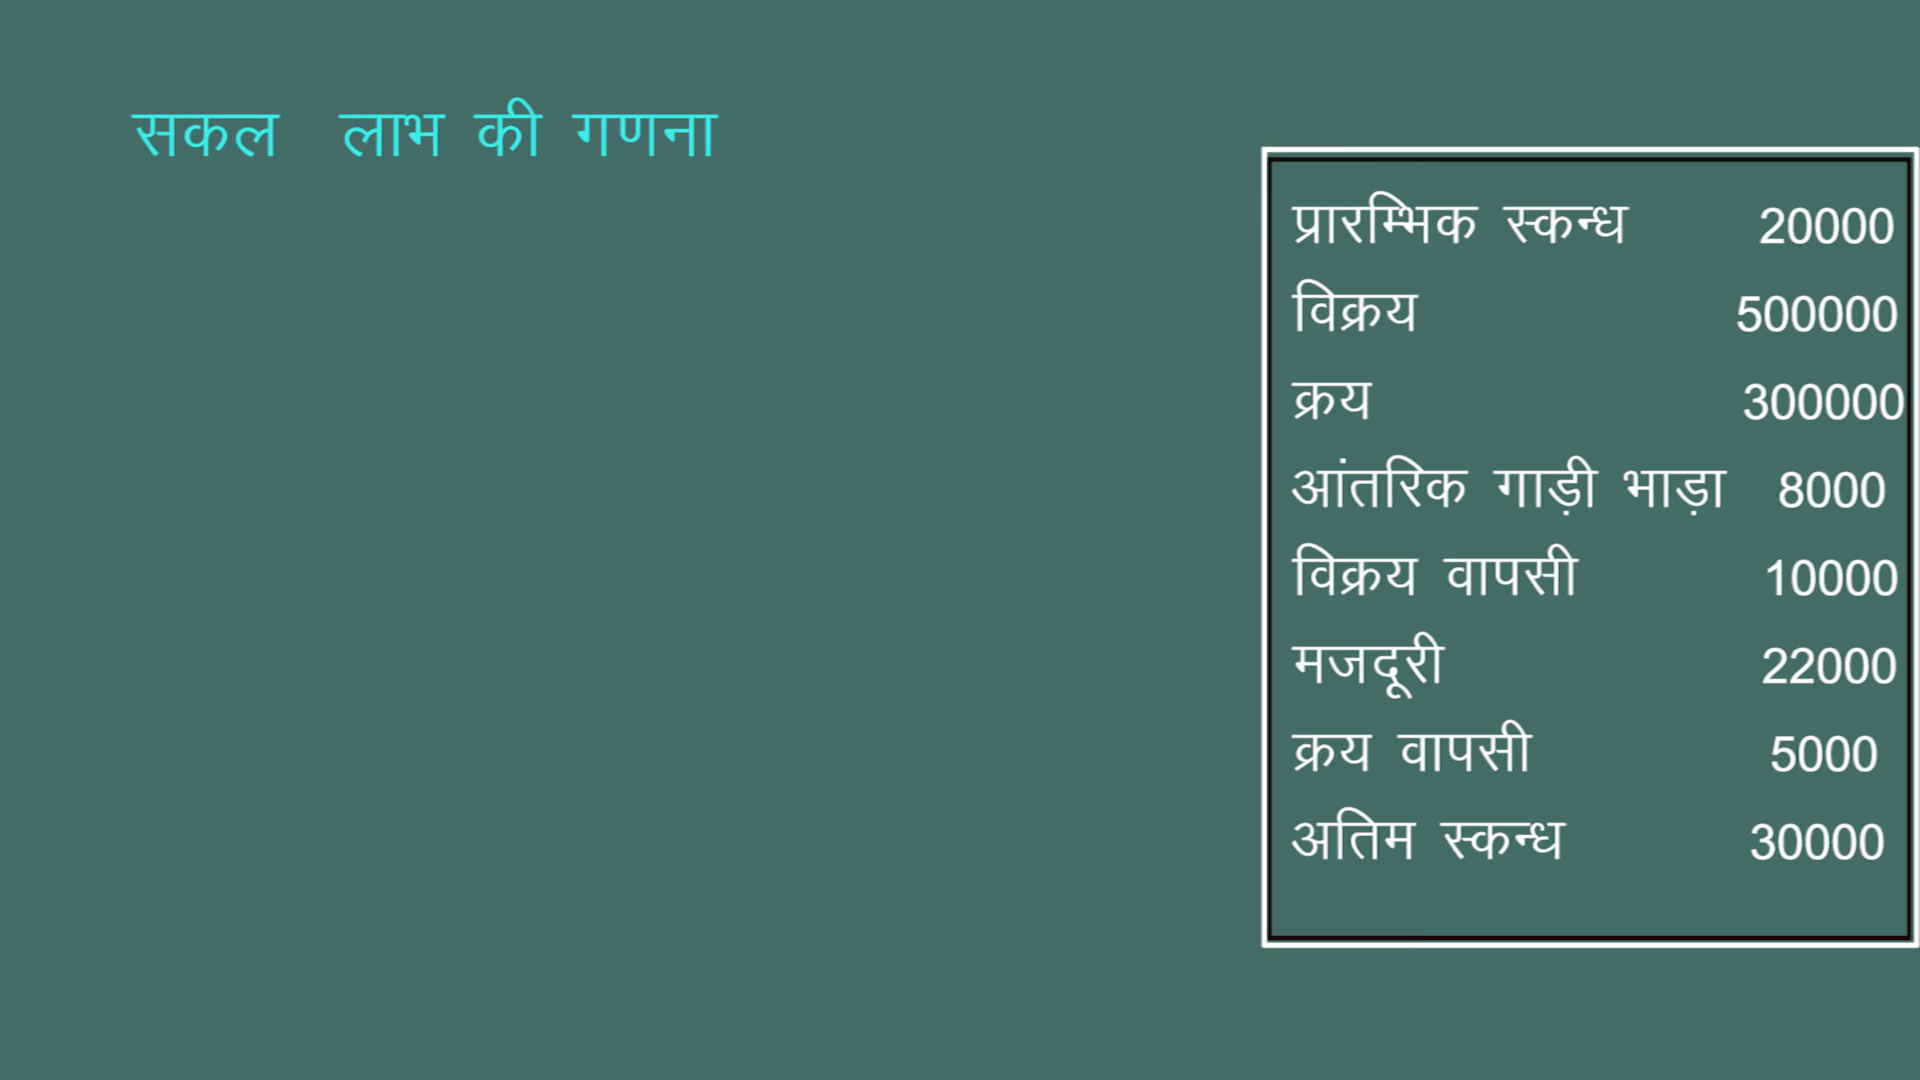 सकल लाभ की गणना
प्रारम्भिक स्कन्ध 20000
विक्रय 500000
क्रय 300000
आंतरिक गाड़ी भाड़ा 8000
विक्रय वापसी 10000
मजदूरी 22000
क्रय वापसी 5000
अतिम स्कन्ध 30000